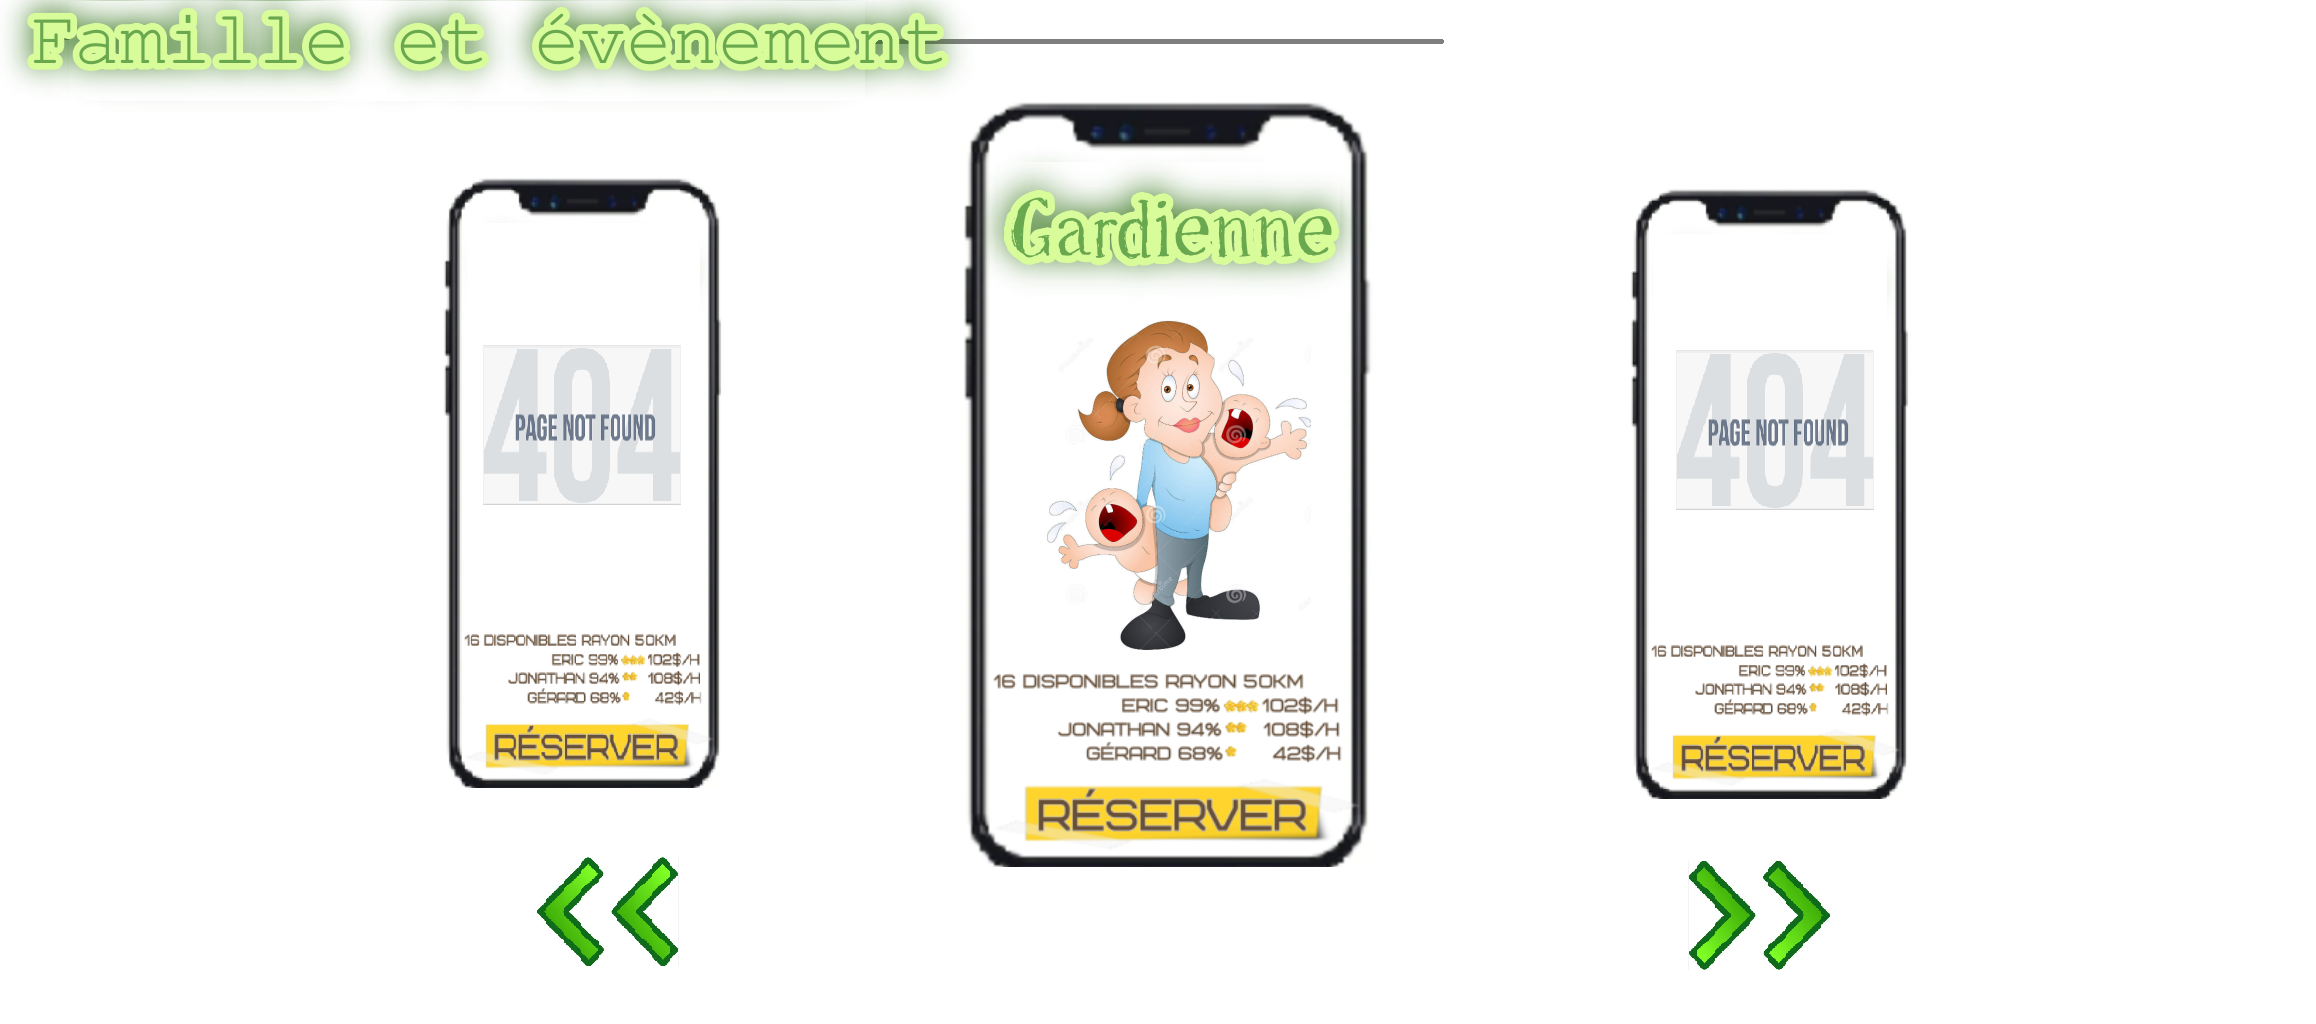 Famille et évènement
PAGE NOT FOUND
404
16 DISPONIBLES RAYON 50KM
ERIC 99% 102$/H
JONATHAN 94% 108$/H
GÉRARD 68% 42$/H
RÉSERVER
Gardienne
16 DISPONIBLES RAYON 50KM
ERIC 99% 102$/H
JONATHAN 94% 108$/H
GÉRARD 68% 42$/H
RÉSERVER
PAGE NOT FOUND
404
16 DISPONIBLES RAYON 50KM
ERIC 99% 102$/H
JONATHAN 94% 108$/H
GÉRARD 68% 42$/H
RÉSERVER